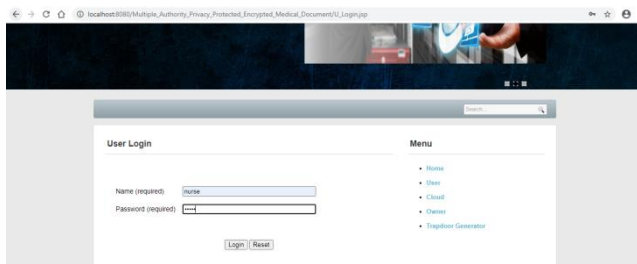 localhost:8080/Multiple_Authority_Privacy_Protected_Encrypted_Medical_Document/U_Login.jsp
Search...
User Login
Menu
Home
User
Cloud
Owner
Trapdoor Generator
Name (required) nurse
Password (required) •••••
Login Reset